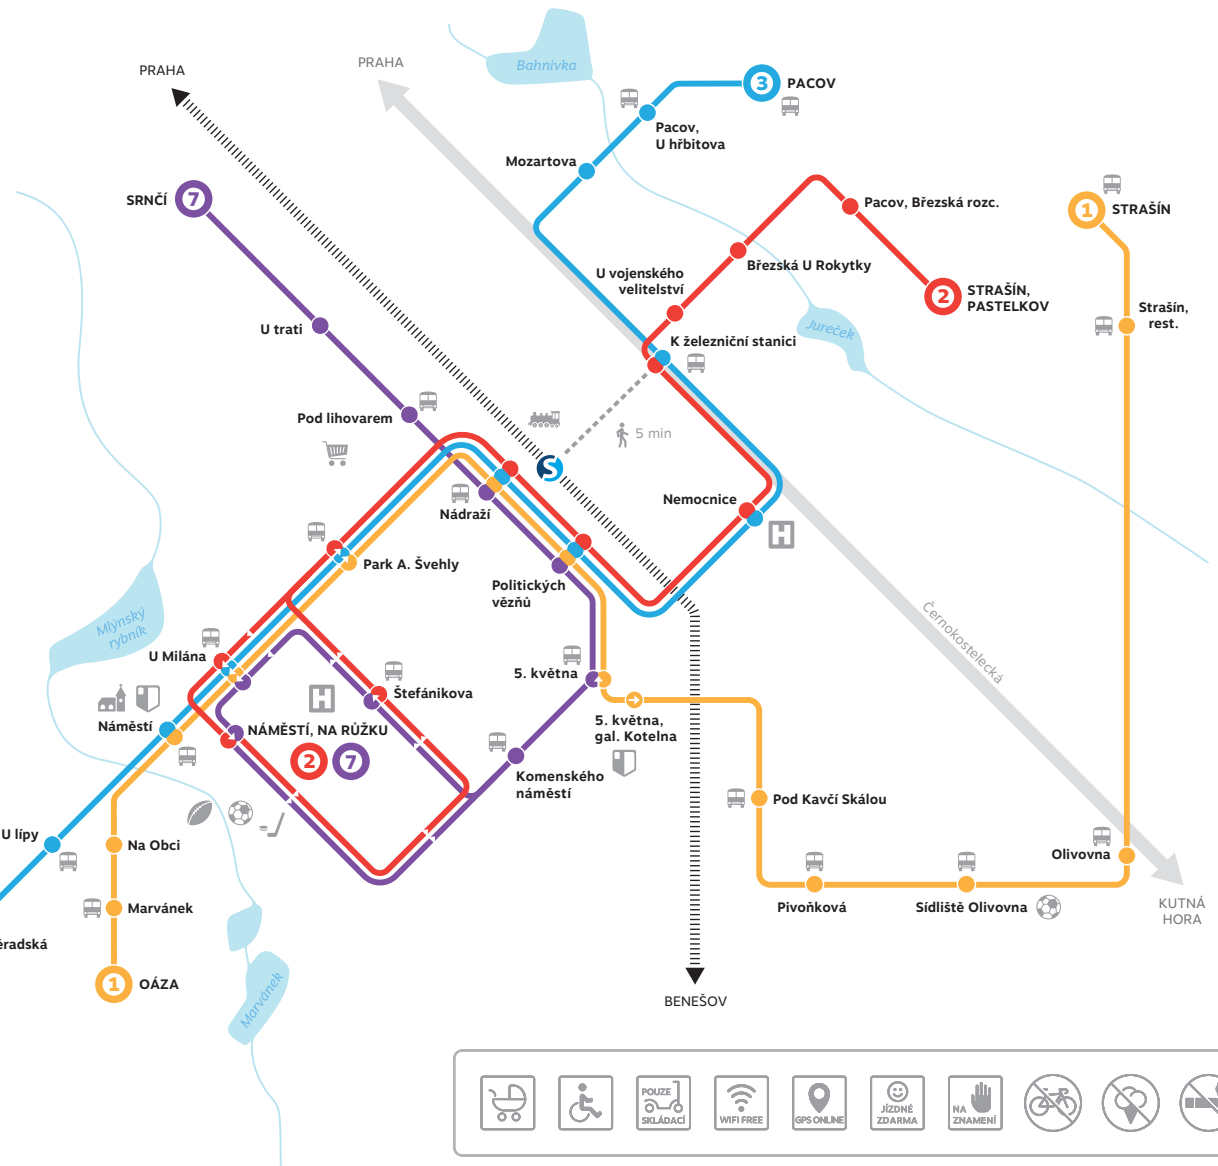 PRAHA
PRAHA
Bahnivka
3
PACOV
Pacov,
U hřbitova
Mozartova
SRNČÍ
7
Pacov, Březská rozc.
1
STRAŠÍN
Březská U Rokytky
U vojenského
velitelství
2
STRAŠÍN,
PASTELKOV
Jureček
Strašín,
rest.
U trati
K železniční stanici
Pod lihovarem
5 min
S
Nemocnice
H
Nádraží
Park A. Švehly
Politických
vězňů
Mlýnský
rybník
Černokostelecká
U Milána
Štefánikova
5. května
H
Náměstí
NÁMĚSTÍ, NA RŮŽKU
2
7
5. května,
gal. Kotelna
Komenského
náměstí
Pod Kavčí Skálou
U lípy
Na Obci
Olivovna
Marvánek
Pivoňková
Sídliště Olivovna
KUTNÁ
HORA
ěradská
1
OÁZA
Marvánek
BENEŠOV
POUZE
SKLÁDACÍ
WIFI FREE
GPS ONLINE
JÍZDNÉ
ZDARMA
NA
ZNAMENÍ